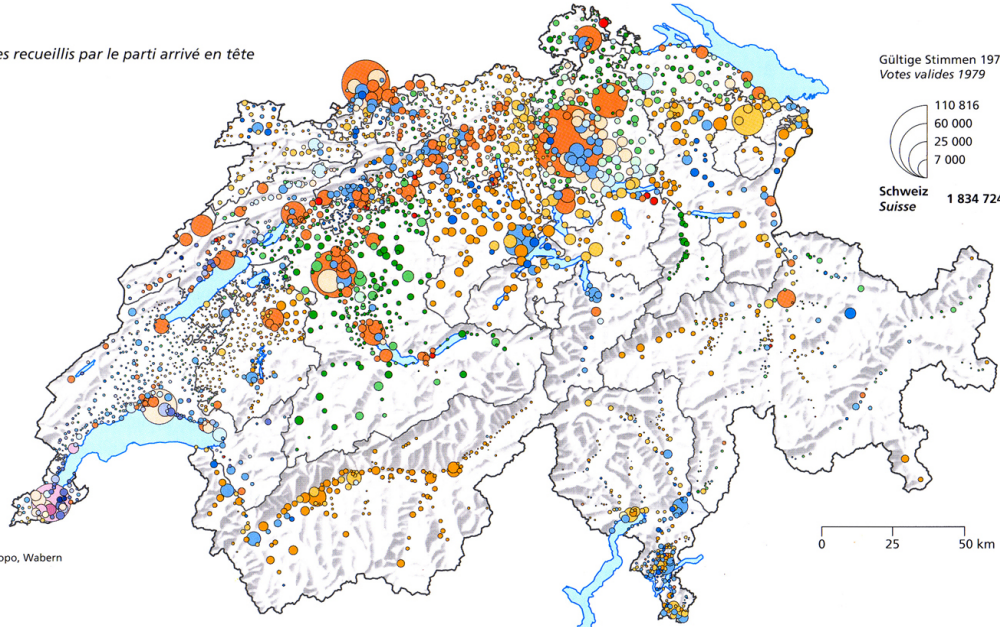 es recueillis par le parti arrivé en tête
Gültige Stimmen 197
Votes valides 1979
110 816
60 000
25 000
7 000
Schweiz
Suisse
1 834 724
0 25 50 km
opo, Wabern